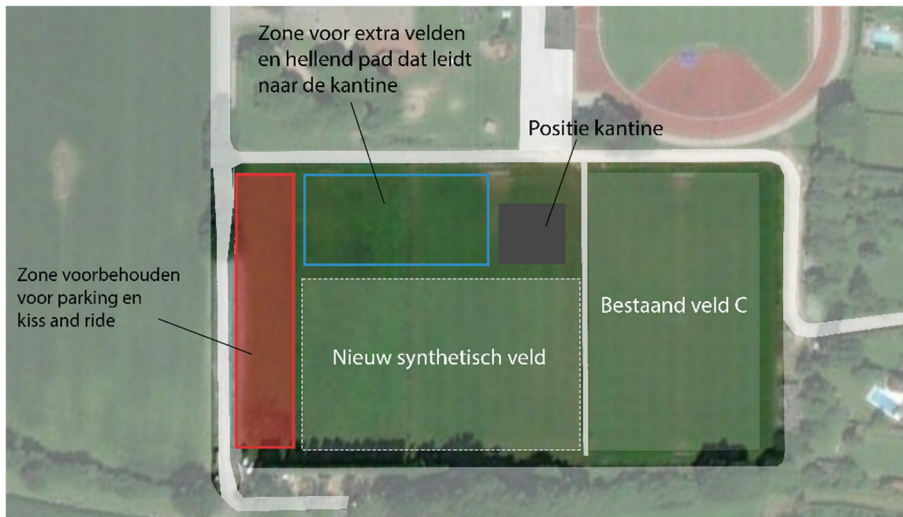 Zone voor extra velden
en hellend pad dat leidt
naar de kantine
Positie kantine
Zone voorbehouden
voor parking en
kiss and ride
Bestaand veld C
Nieuw synthetisch veld